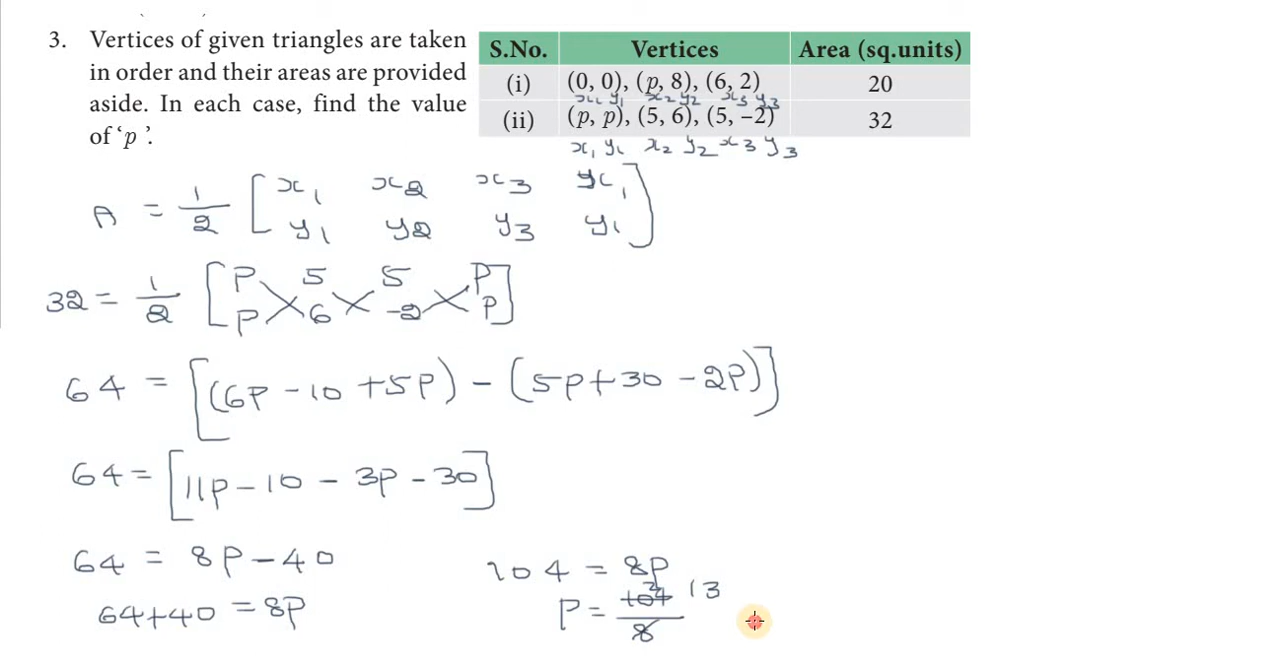 3. Vertices of given triangles are taken
in order and their areas are provided
aside. In each case, find the value
of ‘p’.
S.No. Vertices Area (sq.units)
(i) (0, 0), (p, 8), (6, 2) 20
x₁ y₁ x₂ y₂ x₃ y₃
(ii) (p, p), (5, 6), (5, −2) 32
x₁ y₁ x₂ y₂ x₃ y₃
A = 1/2 [ x₁ x₂ x₃ x₁
y₁ y₂ y₃ y₁ ]
32 = 1/2 [ P 5 5 P
P 6 -2 P ]
64 = [(6P - 10 + 5P) - (5P + 30 - 2P)]
64 = [11P - 10 - 3P - 30]
64 = 8P - 40
64 + 40 = 8P
104 = 8P
P = 104/8 13